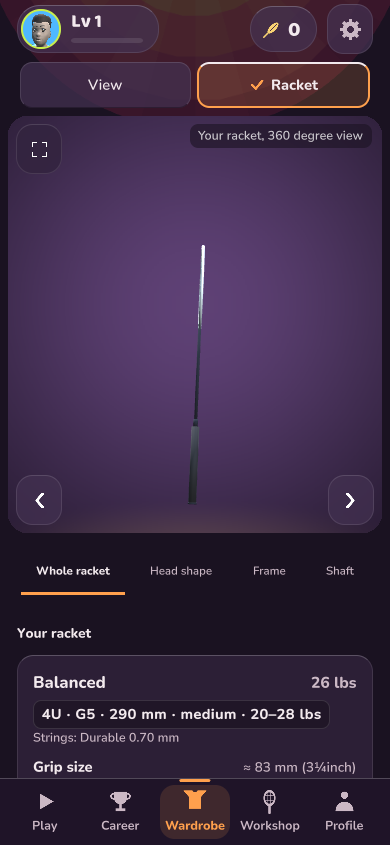 Lv 1
0
View
Racket
Your racket, 360 degree view
Whole racket
Head shape
Frame
Shaft
Your racket
Balanced
26 lbs
4U · G5 · 290 mm · medium · 20–28 lbs
Strings: Durable 0.70 mm
Grip size
≈ 83 mm (3¼inch)
Play
Career
Wardrobe
Workshop
Profile